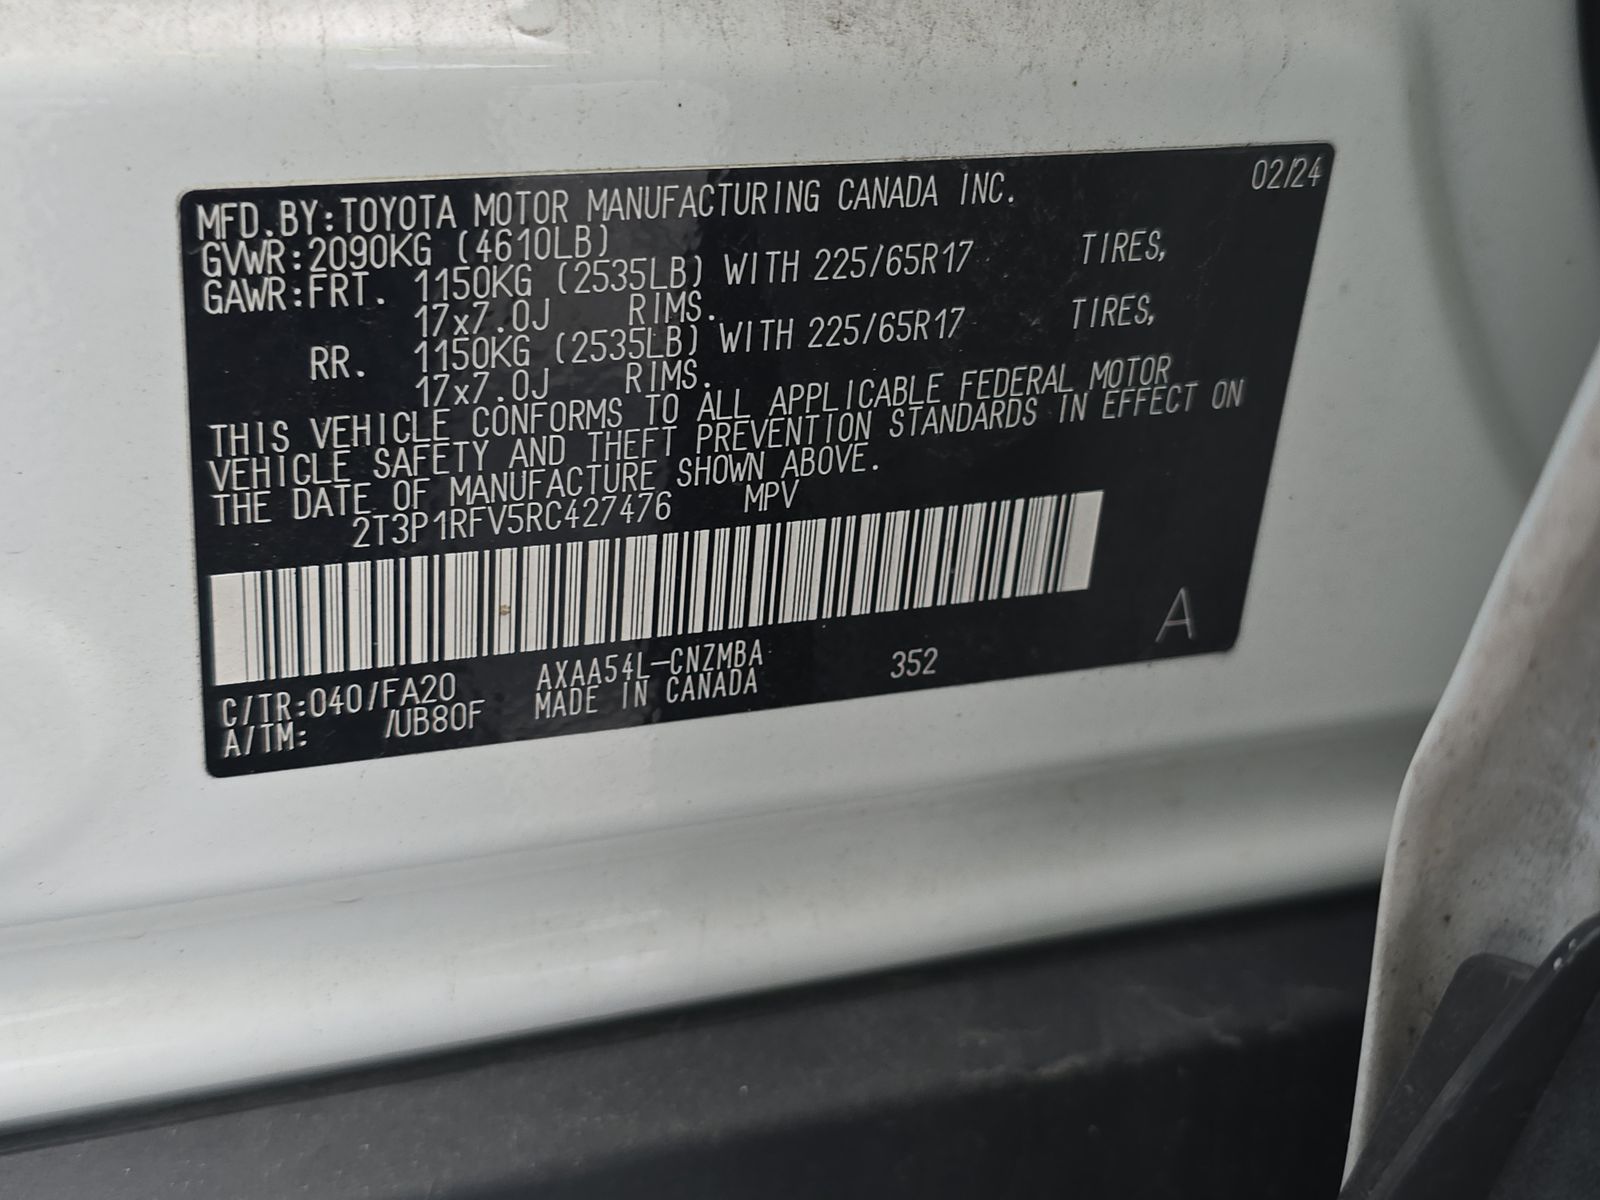 02/24
MFD.BY:TOYOTA MOTOR MANUFACTURING CANADA INC.
GVWR:2090KG (4610LB)
GAWR:FRT. 1150KG (2535LB) WITH 225/65R17 TIRES,
17x7.0J RIMS.
RR. 1150KG (2535LB) WITH 225/65R17 TIRES,
17x7.0J RIMS.
THIS VEHICLE CONFORMS TO ALL APPLICABLE FEDERAL MOTOR
VEHICLE SAFETY AND THEFT PREVENTION STANDARDS IN EFFECT ON
THE DATE OF MANUFACTURE SHOWN ABOVE.
2T3P1RFV5RC427476 MPV
C/TR:040/FA20 AXAA54L-CNZMBA 352 A
A/TM: /UB80F MADE IN CANADA